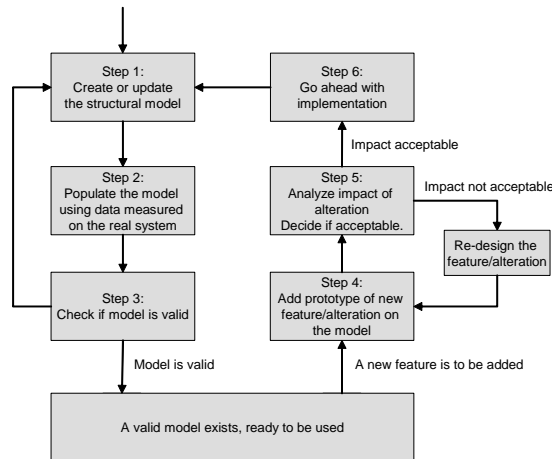 Step 1:
Create or update
the structural model
Step 6:
Go ahead with
implementation
Impact acceptable
Step 2:
Populate the model
using data measured
on the real system
Step 5:
Analyze impact of
alteration
Decide if acceptable.
Impact not acceptable
Re-design the
feature/alteration
Step 3:
Check if model is valid
Step 4:
Add prototype of new
feature/alteration on
the model
Model is valid
A new feature is to be added
A valid model exists, ready to be used